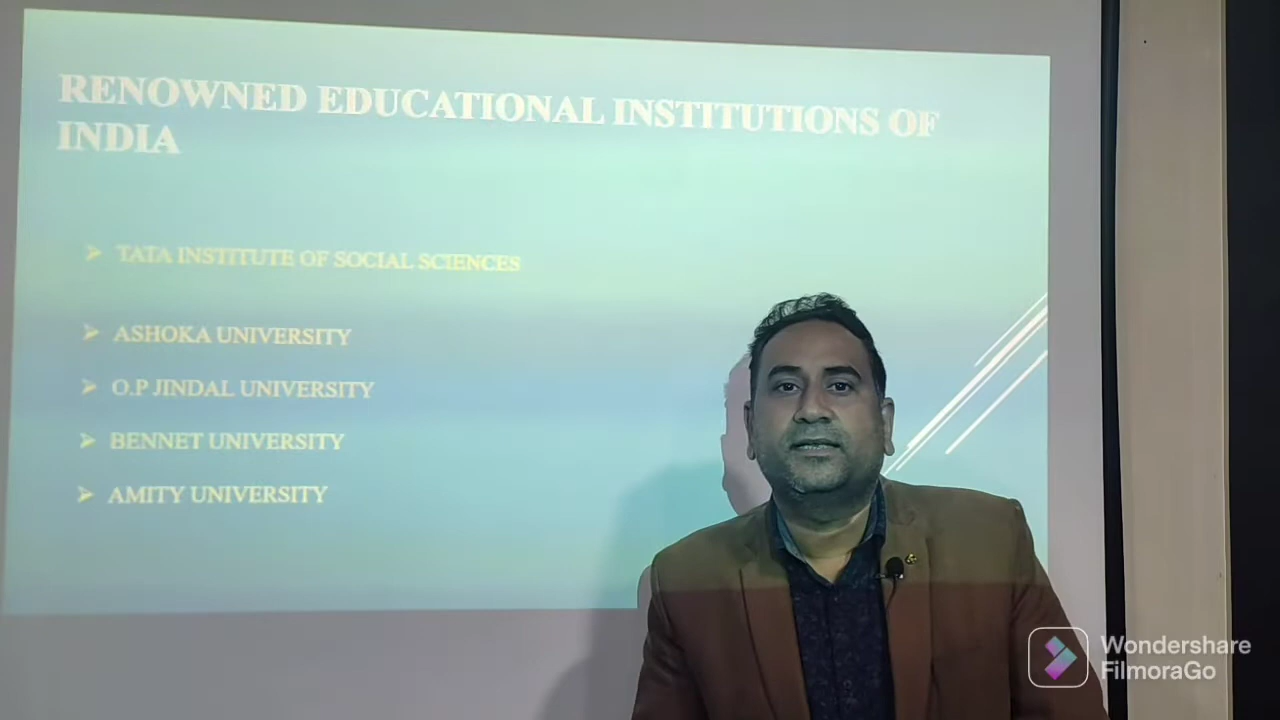 RENOWNED EDUCATIONAL INSTITUTIONS OF
INDIA
TATA INSTITUTE OF SOCIAL SCIENCES
ASHOKA UNIVERSITY
O.P JINDAL UNIVERSITY
BENNET UNIVERSITY
AMITY UNIVERSITY
Wondershare
FilmoraGo